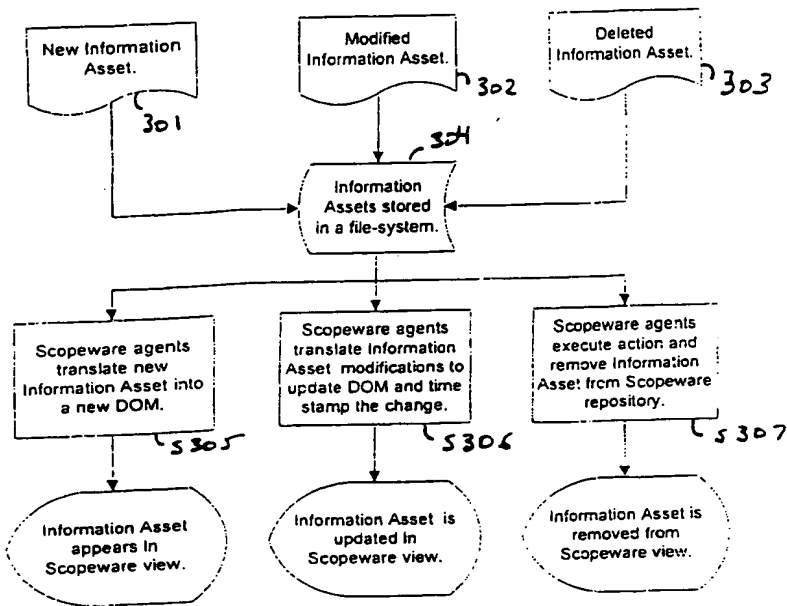 New Information
Asset.
301
Modified
Information Asset.
302
Deleted
Information Asset.
303
304
Information
Assets stored
in a file-system.
Scopeware agents
translate new
Information Asset into
a new DOM.
S305
Scopeware agents
translate Information
Asset modifications to
update DOM and time
stamp the change.
S306
Scopeware agents
execute action and
remove Information
Asset from Scopeware
repository.
S307
Information Asset
appears in
Scopeware view.
Information Asset is
updated in
Scopeware view.
Information Asset is
removed from
Scopeware view.